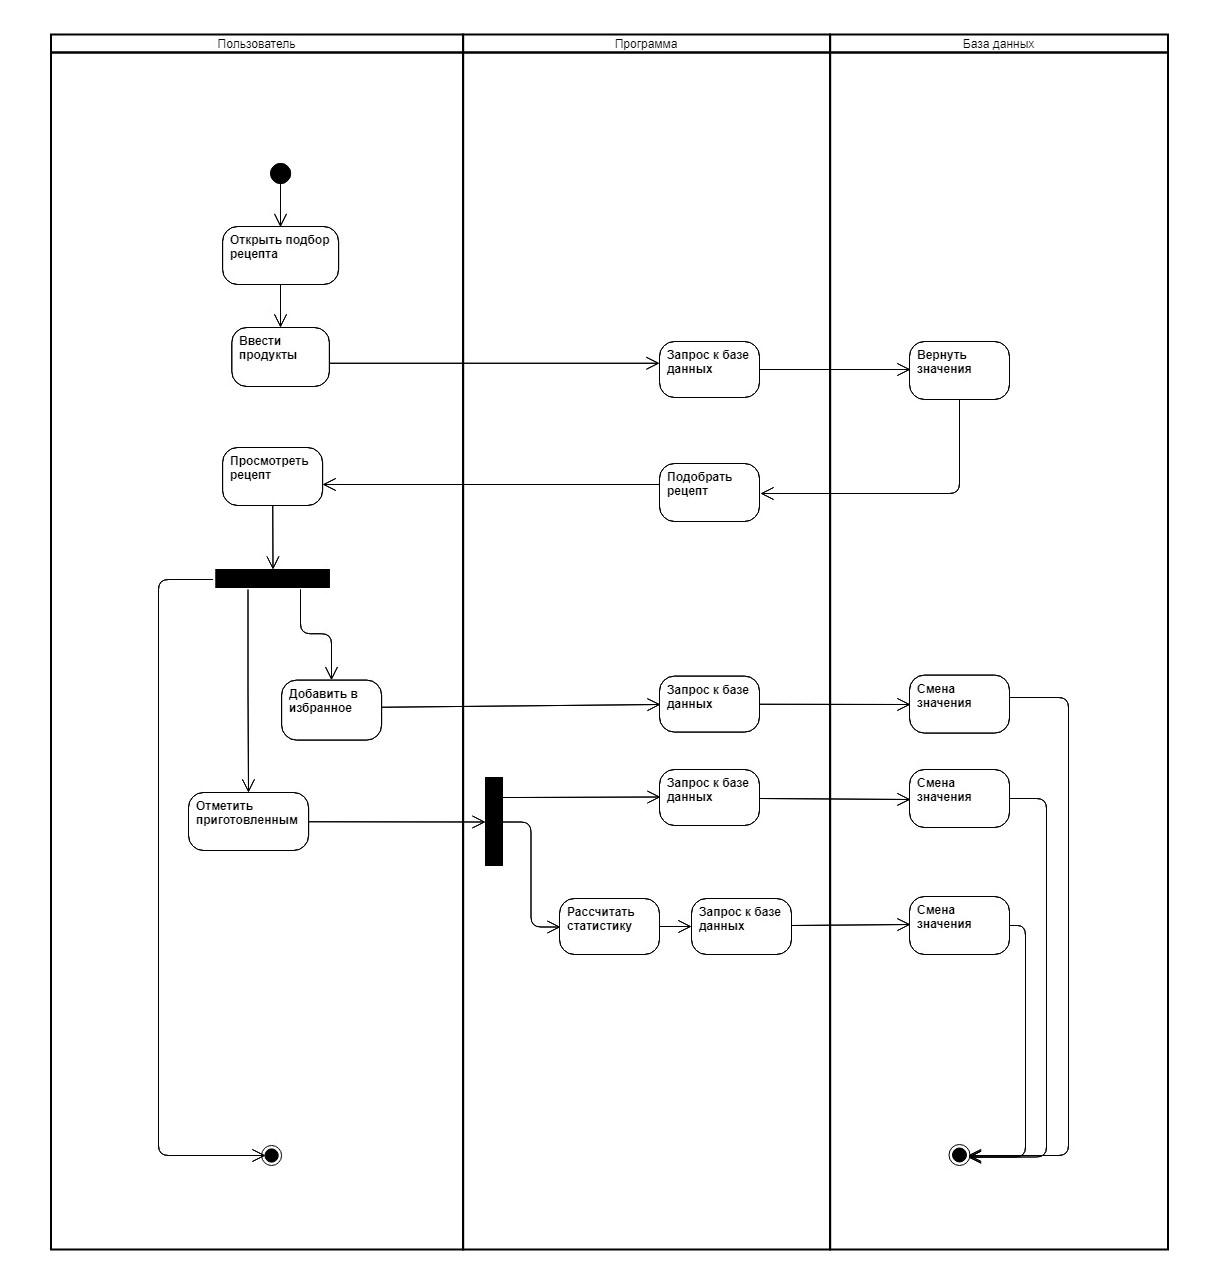 Пользователь
Программа
База данных
Открыть подбор
рецепта
Ввести
продукты
Запрос к базе
данных
Вернуть
значения
Просмотреть
рецепт
Подобрать
рецепт
Добавить в
избранное
Запрос к базе
данных
Смена
значения
Запрос к базе
данных
Смена
значения
Отметить
приготовленным
Рассчитать
статистику
Запрос к базе
данных
Смена
значения